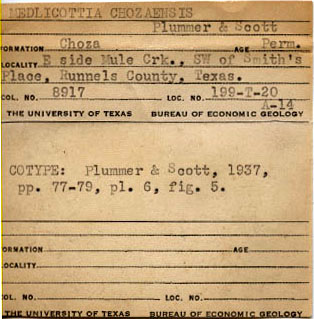 MEDLICOTTIA CHOZAENSIS
Plummer & Scott
FORMATION Choza AGE Perm.
LOCALITY E side Mule Crk., SW of Smith's
Place, Runnels County, Texas.
COL. NO. 8917 LOC. NO. 199-T-20
A-14
THE UNIVERSITY OF TEXAS BUREAU OF ECONOMIC GEOLOGY
COTYPE: Plummer & Scott, 1937,
pp. 77-79, pl. 6, fig. 5.
ORMATION AGE
OCALITY
OL. NO. LOC. NO.
THE UNIVERSITY OF TEXAS BUREAU OF ECONOMIC GEOLOGY